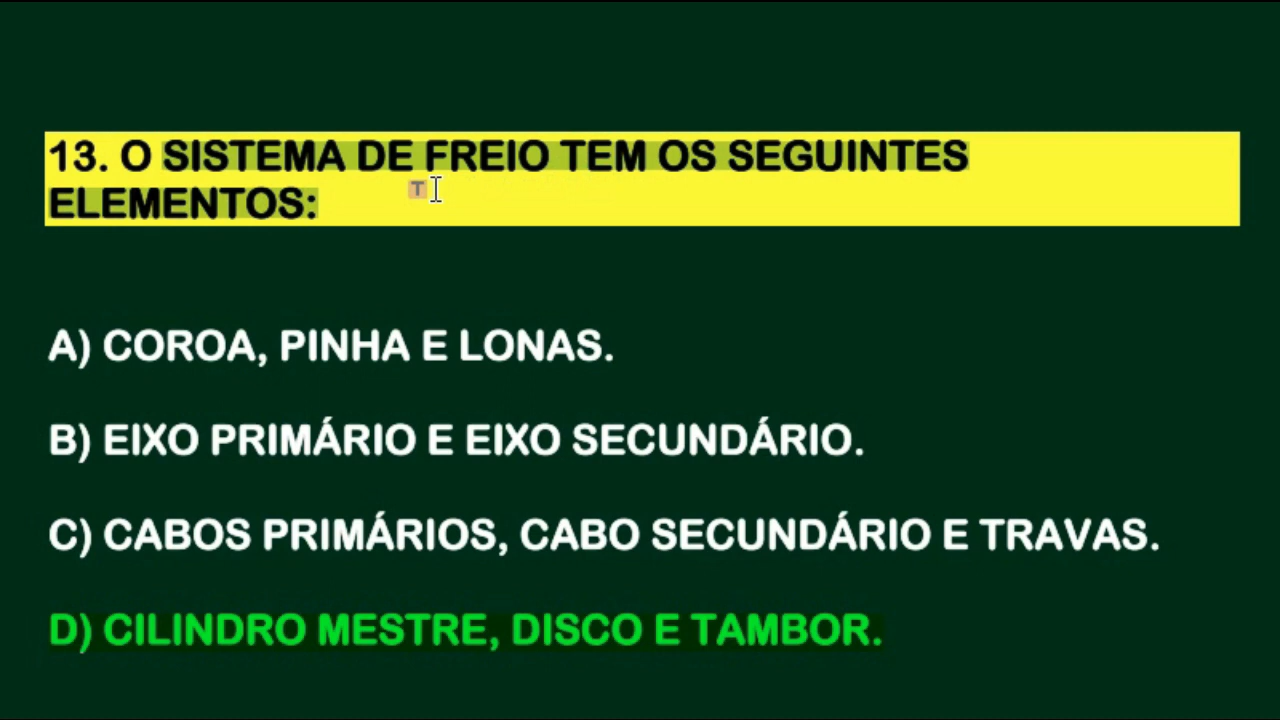 13. O SISTEMA DE FREIO TEM OS SEGUINTES
ELEMENTOS:
T
A) COROA, PINHA E LONAS.
B) EIXO PRIMÁRIO E EIXO SECUNDÁRIO.
C) CABOS PRIMÁRIOS, CABO SECUNDÁRIO E TRAVAS.
D) CILINDRO MESTRE, DISCO E TAMBOR.